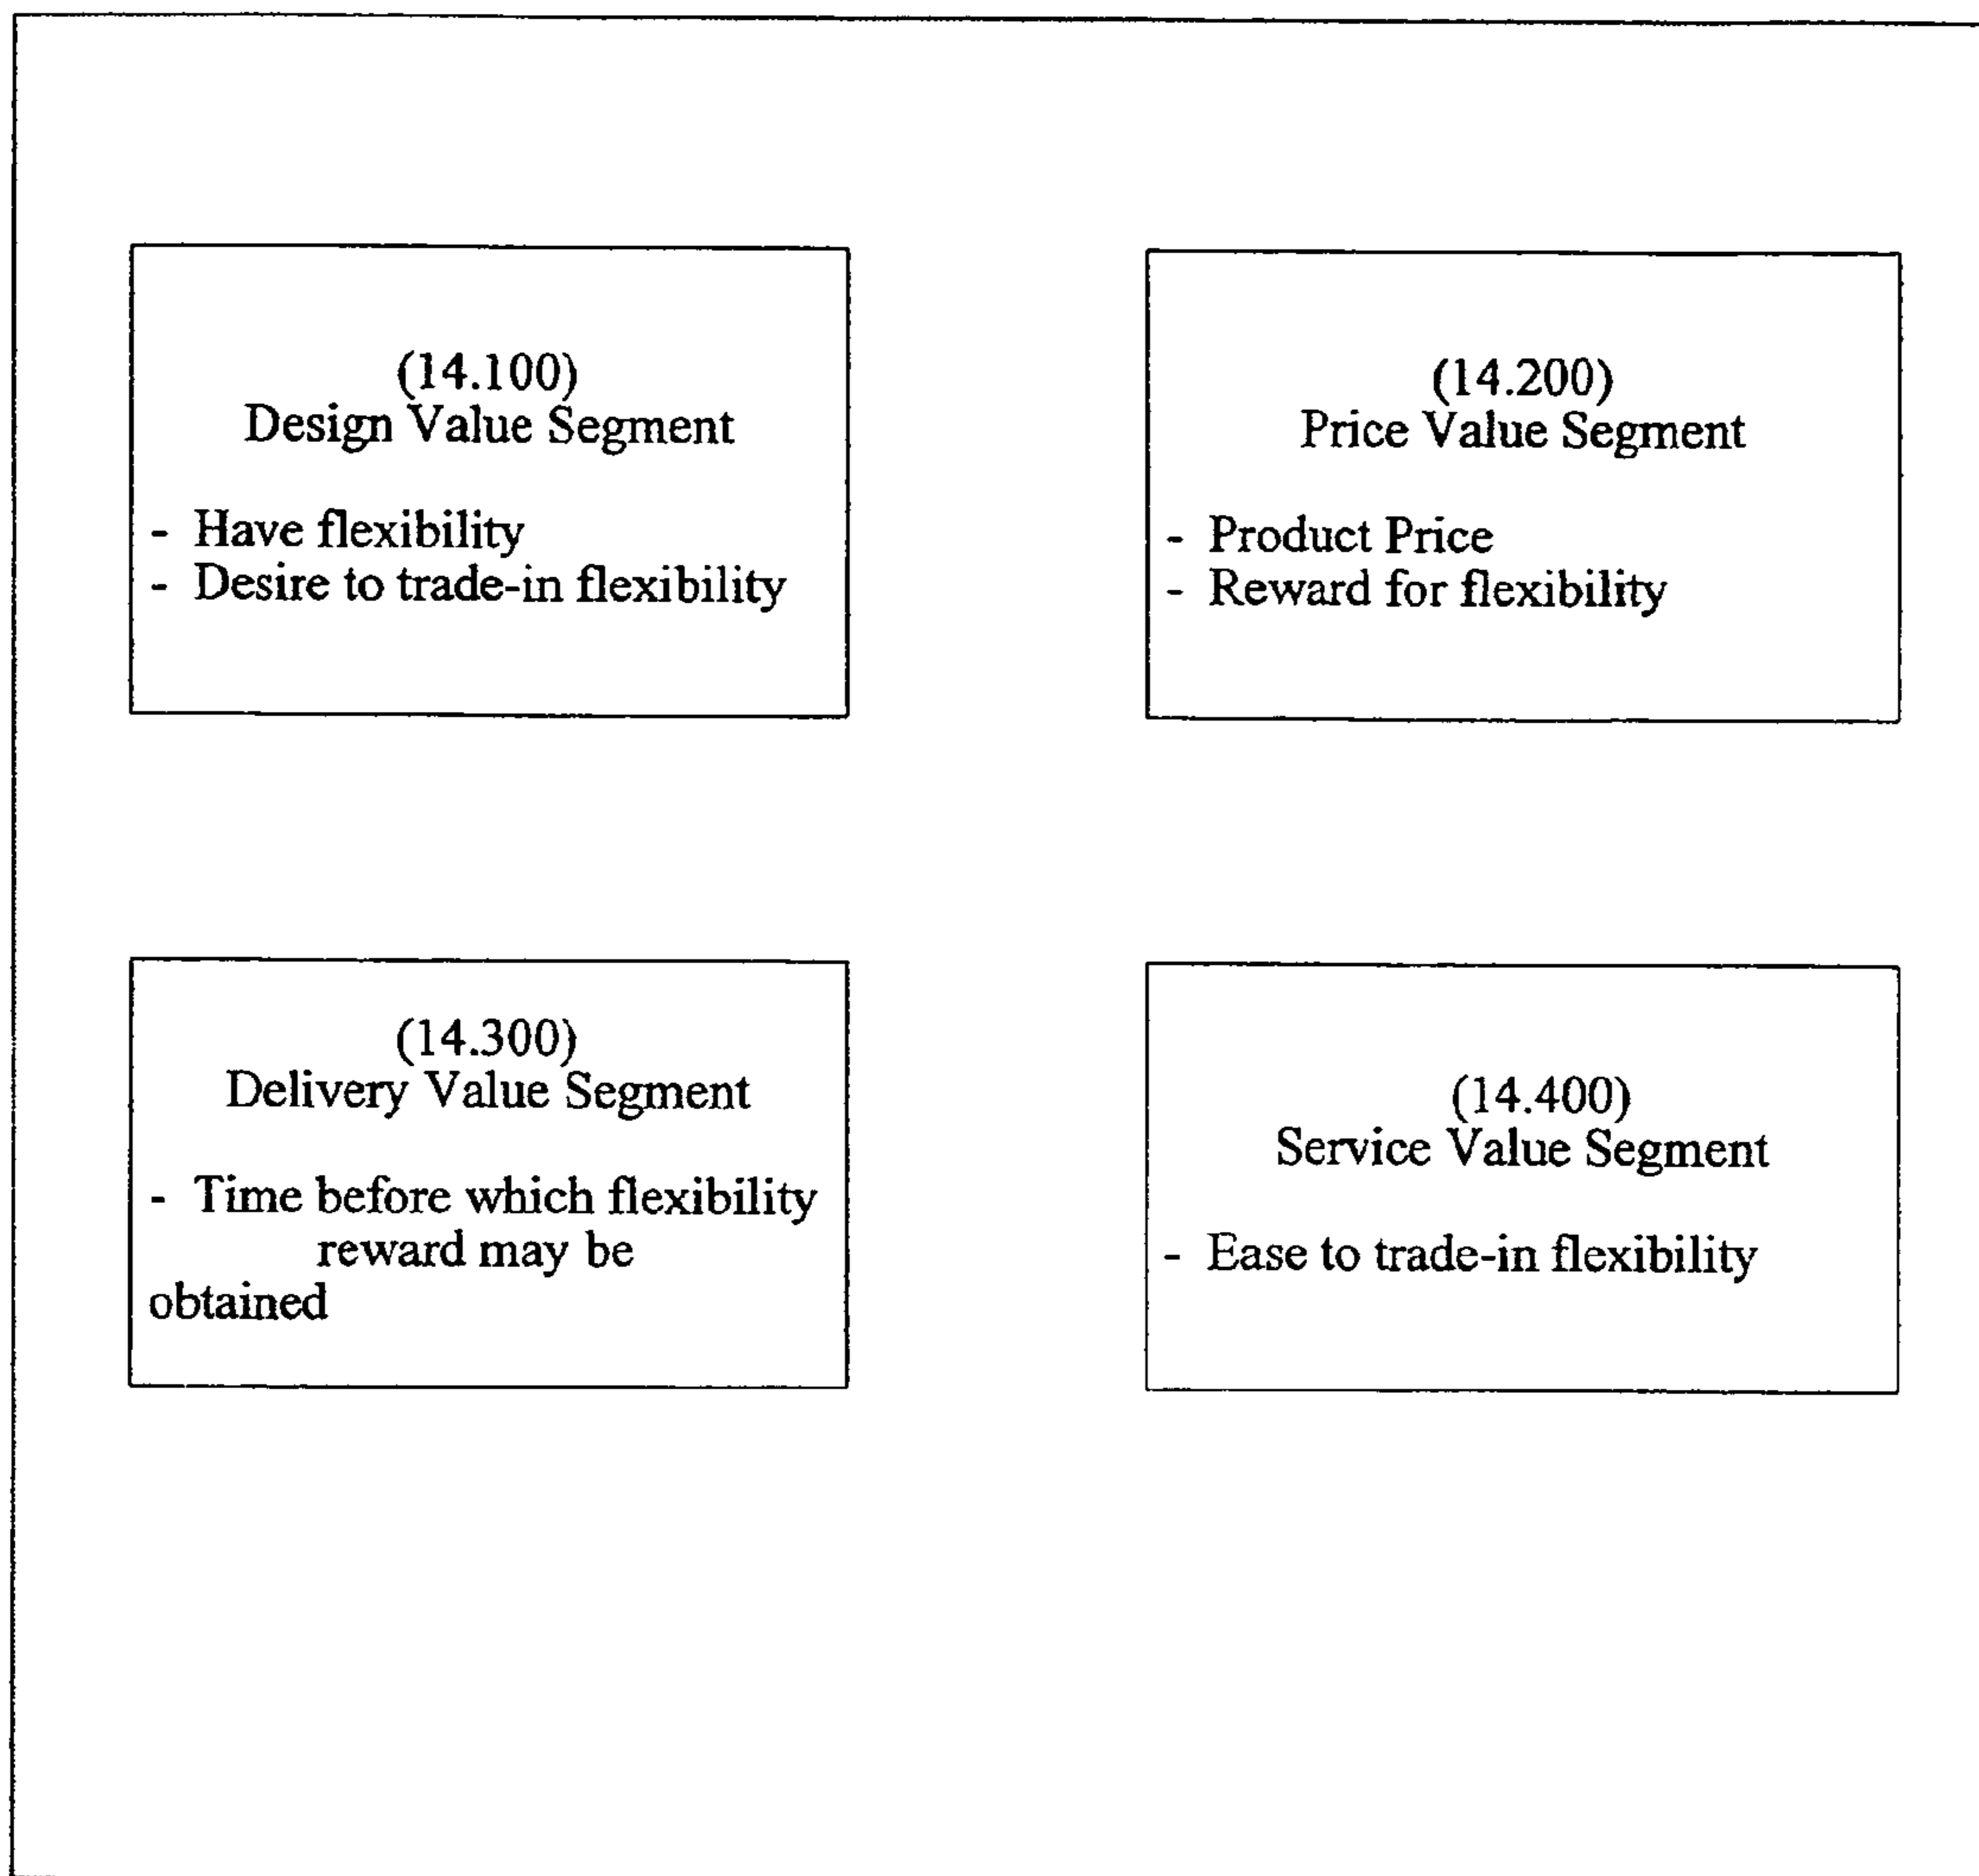 (14.100)
Design Value Segment
- Have flexibility
- Desire to trade-in flexibility
(14.200)
Price Value Segment
- Product Price
- Reward for flexibility
(14.300)
Delivery Value Segment
- Time before which flexibility
reward may be
obtained
(14.400)
Service Value Segment
- Ease to trade-in flexibility